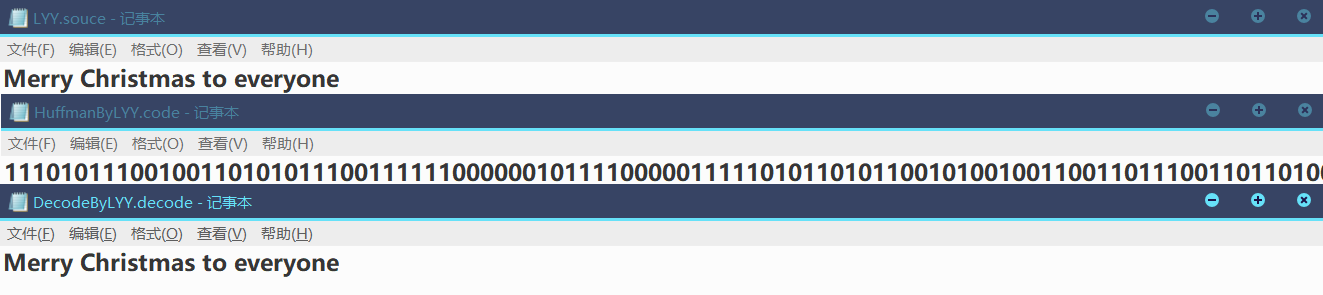 LYY.souce - 记事本
文件(F) 编辑(E) 格式(O) 查看(V) 帮助(H)
Merry Christmas to everyone
HuffmanByLYY.code - 记事本
文件(F) 编辑(E) 格式(O) 查看(V) 帮助(H)
11101011100100110101011100111111000000101111000001111101011010110010100100110011011100110110100
DecodeByLYY.decode - 记事本
文件(F) 编辑(E) 格式(O) 查看(V) 帮助(H)
Merry Christmas to everyone